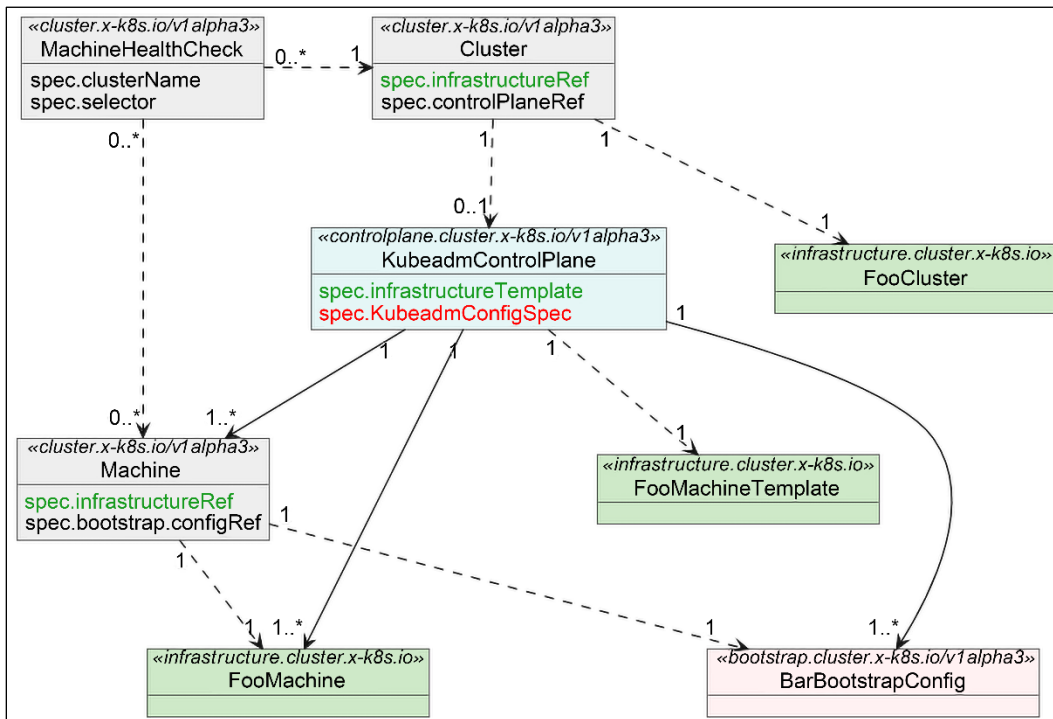 «cluster.x-k8s.io/v1alpha3»
MachineHealthCheck
spec.clusterName
spec.selector
0..*
1
«cluster.x-k8s.io/v1alpha3»
Cluster
spec.infrastructureRef
spec.controlPlaneRef
0..*
1
1
0..1
1
«controlplane.cluster.x-k8s.io/v1alpha3»
KubeadmControlPlane
spec.infrastructureTemplate
spec.KubeadmConfigSpec
«infrastructure.cluster.x-k8s.io»
FooCluster
1
1
1
1
0..*
1..*
1
«cluster.x-k8s.io/v1alpha3»
Machine
spec.infrastructureRef
spec.bootstrap.configRef
«infrastructure.cluster.x-k8s.io»
FooMachineTemplate
1
1
1
1..*
1
1..*
«infrastructure.cluster.x-k8s.io»
FooMachine
«bootstrap.cluster.x-k8s.io/v1alpha3»
BarBootstrapConfig